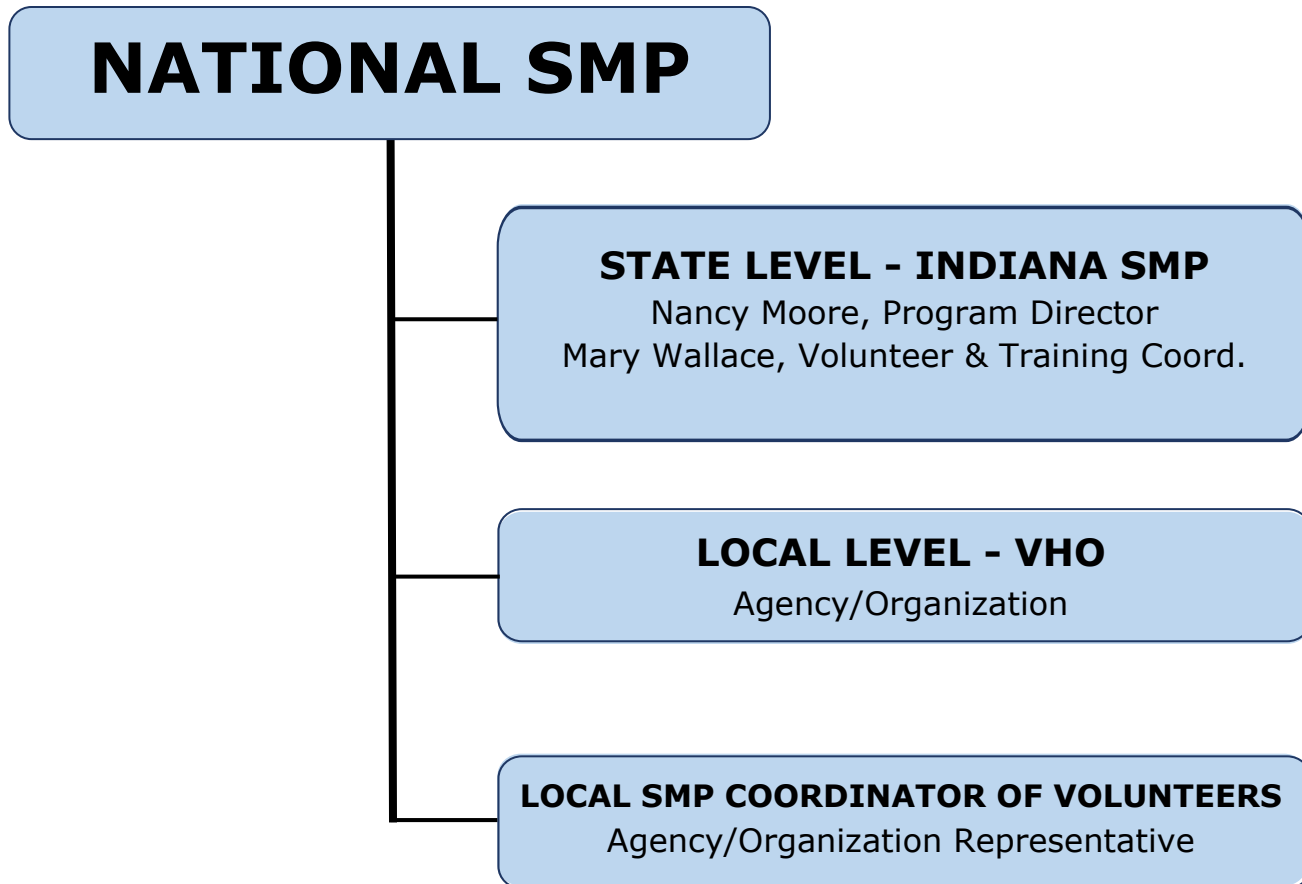 NATIONAL SMP
STATE LEVEL – INDIANA SMP
Nancy Moore, Program Director
Mary Wallace, Volunteer & Training Coord.
LOCAL LEVEL – VHO
Agency/Organization
LOCAL SMP COORDINATOR OF VOLUNTEERS
Agency/Organization Representative